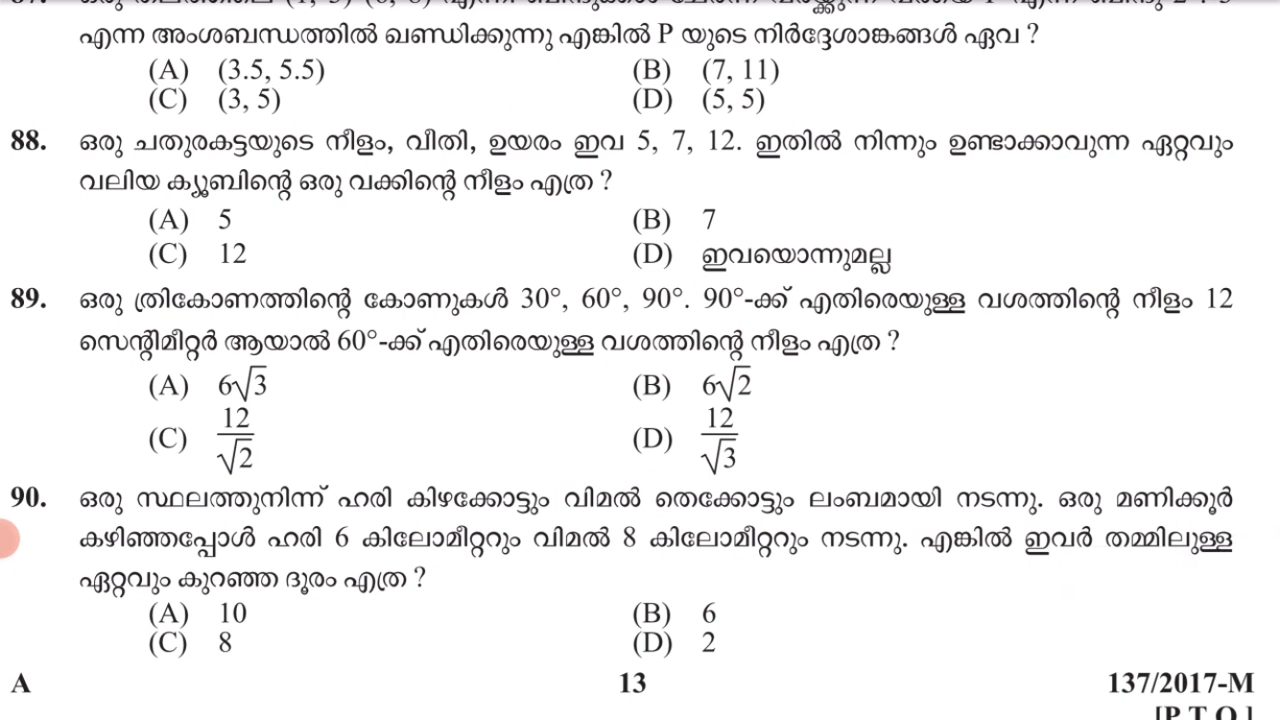 എന്ന അംശബന്ധത്തിൽ ഖണ്ഡിക്കുന്നു എങ്കിൽ P യുടെ നിർദ്ദേശാങ്കങ്ങൾ ഏവ ?
(A) (3.5, 5.5) (B) (7, 11)
(C) (3, 5) (D) (5, 5)
88. ഒരു ചതുരകട്ടയുടെ നീളം, വീതി, ഉയരം ഇവ 5, 7, 12. ഇതിൽ നിന്നും ഉണ്ടാക്കാവുന്ന ഏറ്റവും
വലിയ ക്യൂബിന്റെ ഒരു വക്കിന്റെ നീളം എത്ര ?
(A) 5 (B) 7
(C) 12 (D) ഇവയൊന്നുമല്ല
89. ഒരു ത്രികോണത്തിന്റെ കോണുകൾ 30°, 60°, 90°. 90°-ക്ക് എതിരെയുള്ള വശത്തിന്റെ നീളം 12
സെന്റിമീറ്റർ ആയാൽ 60°-ക്ക് എതിരെയുള്ള വശത്തിന്റെ നീളം എത്ര ?
(A) 6√3 (B) 6√2
(C) 12/√2 (D) 12/√3
90. ഒരു സ്ഥലത്തുനിന്ന് ഹരി കിഴക്കോട്ടും വിമൽ തെക്കോട്ടും ലംബമായി നടന്നു. ഒരു മണിക്കൂർ
കഴിഞ്ഞപ്പോൾ ഹരി 6 കിലോമീറ്ററും വിമൽ 8 കിലോമീറ്ററും നടന്നു. എങ്കിൽ ഇവർ തമ്മിലുള്ള
ഏറ്റവും കുറഞ്ഞ ദൂരം എത്ര ?
(A) 10 (B) 6
(C) 8 (D) 2
A 13 137/2017-M
[P.T.O.]